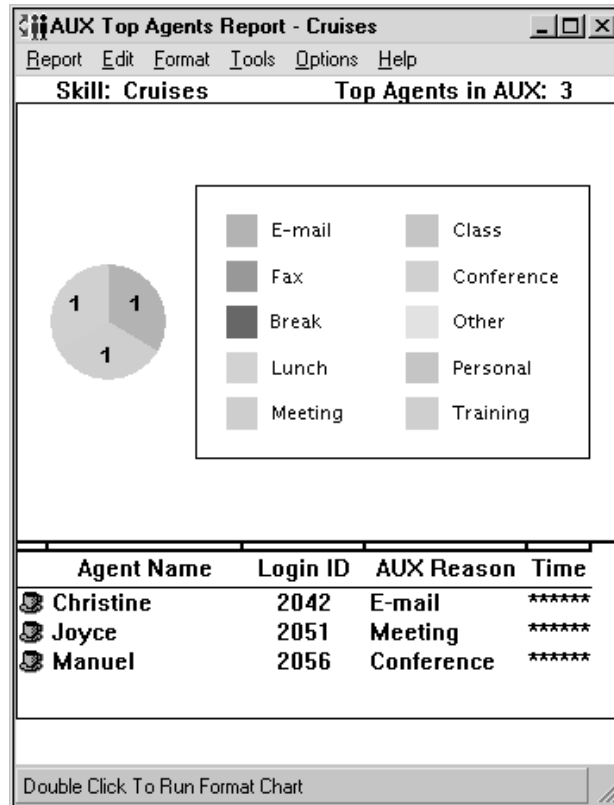 AUX Top Agents Report - Cruises
Report Edit Format Tools Options Help
Skill: Cruises Top Agents in AUX: 3
E-mail Class
Fax Conference
Break Other
Lunch Personal
Meeting Training
1 1
1
Agent Name Login ID AUX Reason Time
Christine 2042 E-mail ******
Joyce 2051 Meeting ******
Manuel 2056 Conference ******
Double Click To Run Format Chart